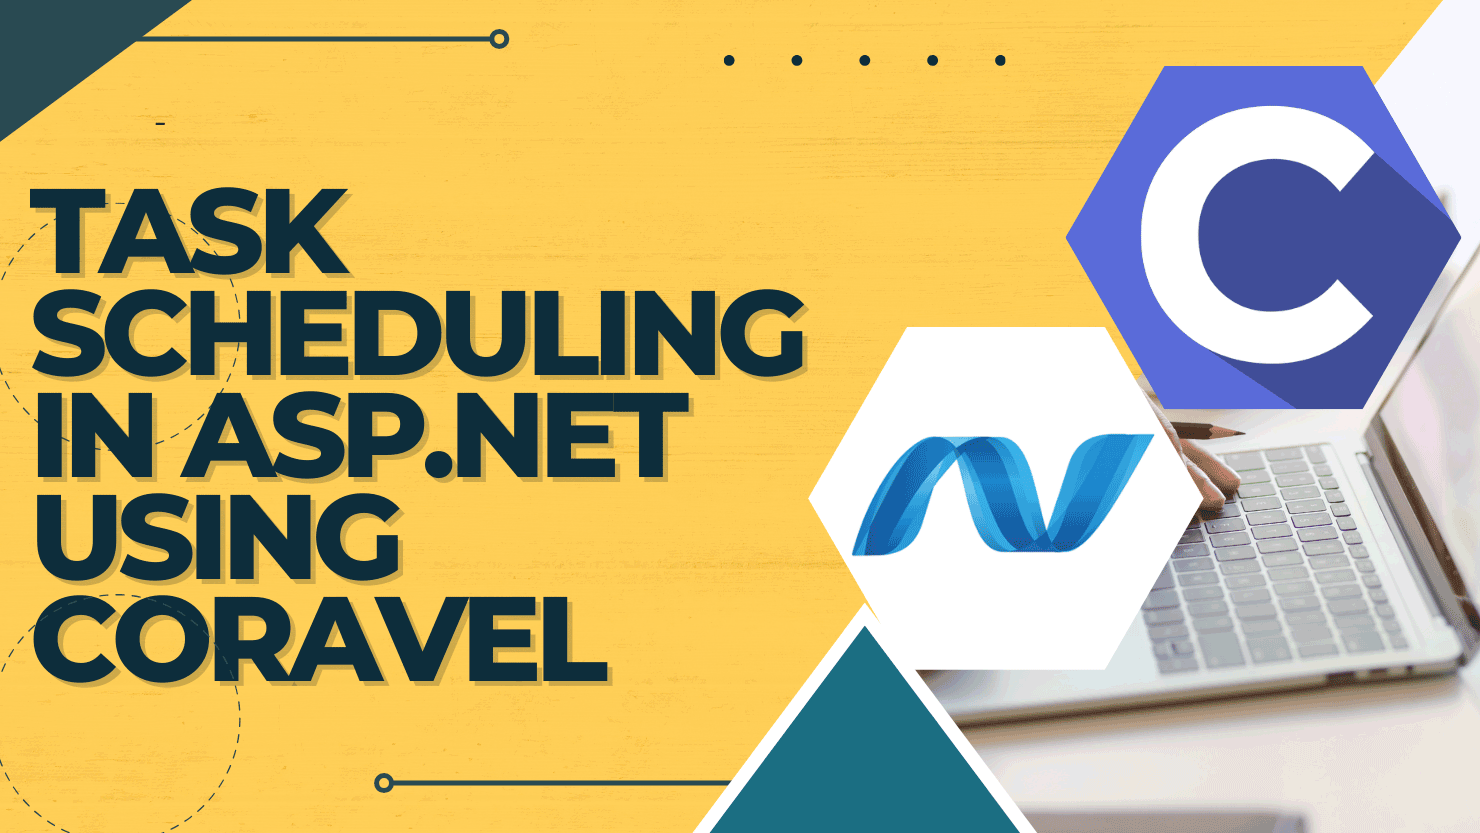 -
TASK
SCHEDULING
IN ASP.NET
USING
CORAVEL
C